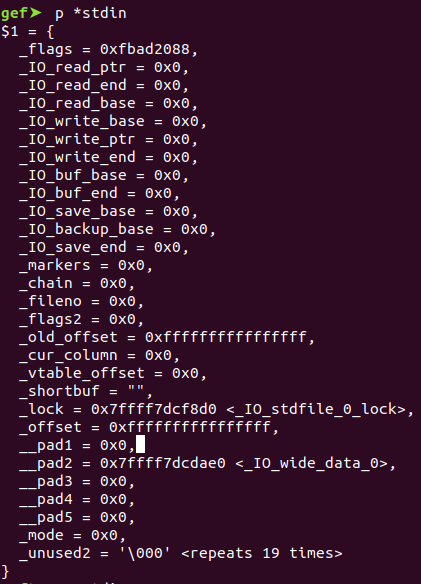 gef➤  p *stdin
$1 = {
  _flags = 0xfbad2088,
  _IO_read_ptr = 0x0,
  _IO_read_end = 0x0,
  _IO_read_base = 0x0,
  _IO_write_base = 0x0,
  _IO_write_ptr = 0x0,
  _IO_write_end = 0x0,
  _IO_buf_base = 0x0,
  _IO_buf_end = 0x0,
  _IO_save_base = 0x0,
  _IO_backup_base = 0x0,
  _IO_save_end = 0x0,
  _markers = 0x0,
  _chain = 0x0,
  _fileno = 0x0,
  _flags2 = 0x0,
  _old_offset = 0xffffffffffffffff,
  _cur_column = 0x0,
  _vtable_offset = 0x0,
  _shortbuf = "",
  _lock = 0x7ffff7dcf8d0 <_IO_stdfile_0_lock>,
  _offset = 0xffffffffffffffff,
  __pad1 = 0x0,
  __pad2 = 0x7ffff7dcdae0 <_IO_wide_data_0>,
  __pad3 = 0x0,
  __pad4 = 0x0,
  __pad5 = 0x0,
  _mode = 0x0,
  _unused2 = '\000' <repeats 19 times>
}